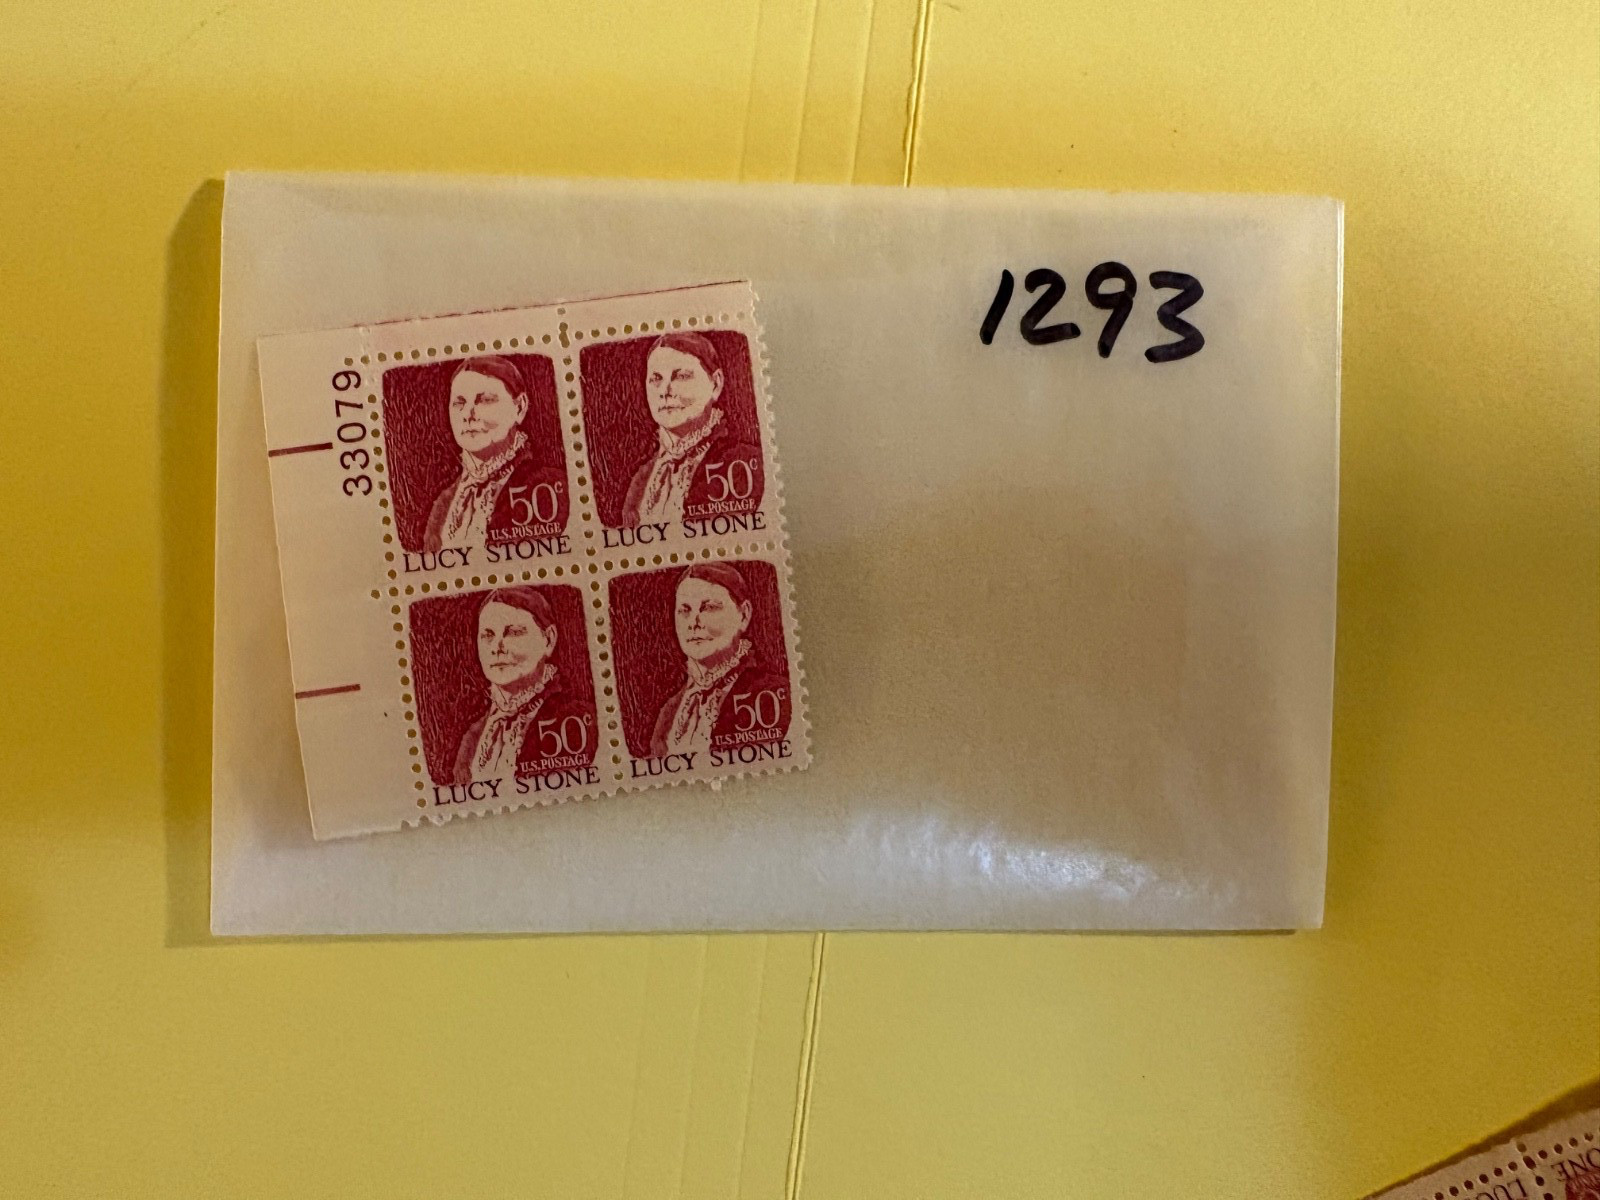 1293
33079
50c
U.S. POSTAGE
LUCY STONE
50c
U.S. POSTAGE
LUCY STONE
50c
U.S. POSTAGE
LUCY STONE
50c
U.S. POSTAGE
LUCY STONE